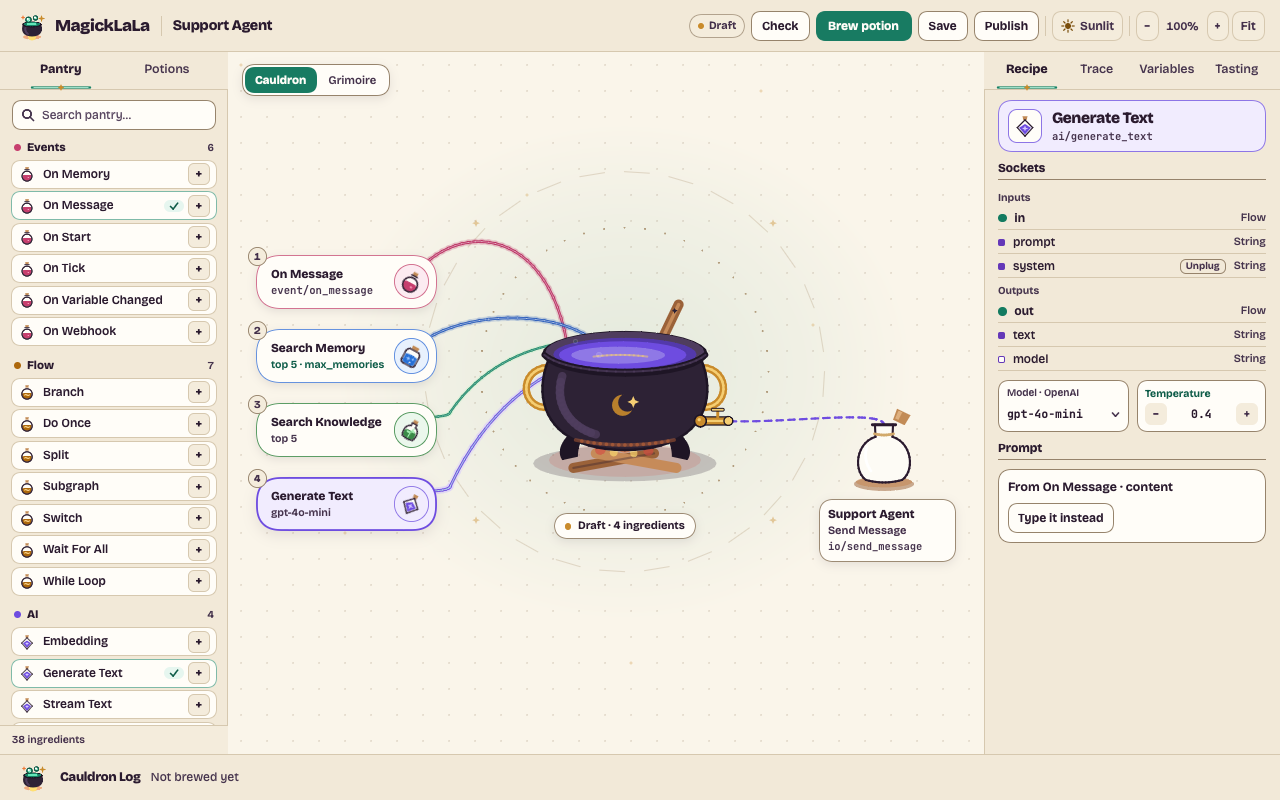 MagickLaLa
Support Agent
Draft
Check
Brew potion
Save
Publish
Sunlit
−
100%
+
Fit
Pantry
Potions
Search pantry...
Events 6
On Memory +
On Message +
On Start +
On Tick +
On Variable Changed +
On Webhook +
Flow 7
Branch +
Do Once +
Split +
Subgraph +
Switch +
Wait For All +
While Loop +
AI 4
Embedding +
Generate Text +
Stream Text +
38 ingredients
Cauldron
Grimoire
1
On Message
event/on_message
2
Search Memory
top 5 · max_memories
3
Search Knowledge
top 5
4
Generate Text
gpt-4o-mini
Draft · 4 ingredients
Support Agent
Send Message
io/send_message
Recipe
Trace
Variables
Tasting
Generate Text
ai/generate_text
Sockets
Inputs
in Flow
prompt String
system Unplug String
Outputs
out Flow
text String
model String
Model · OpenAI
gpt-4o-mini
Temperature
− 0.4 +
Prompt
From On Message · content
Type it instead
Cauldron Log Not brewed yet